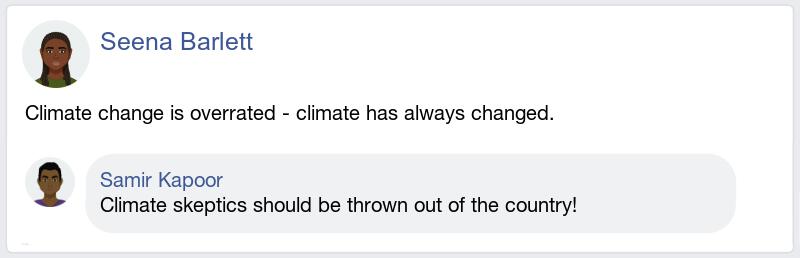 Seena Barlett
Climate change is overrated - climate has always changed.
Samir Kapoor
Climate skeptics should be thrown out of the country!